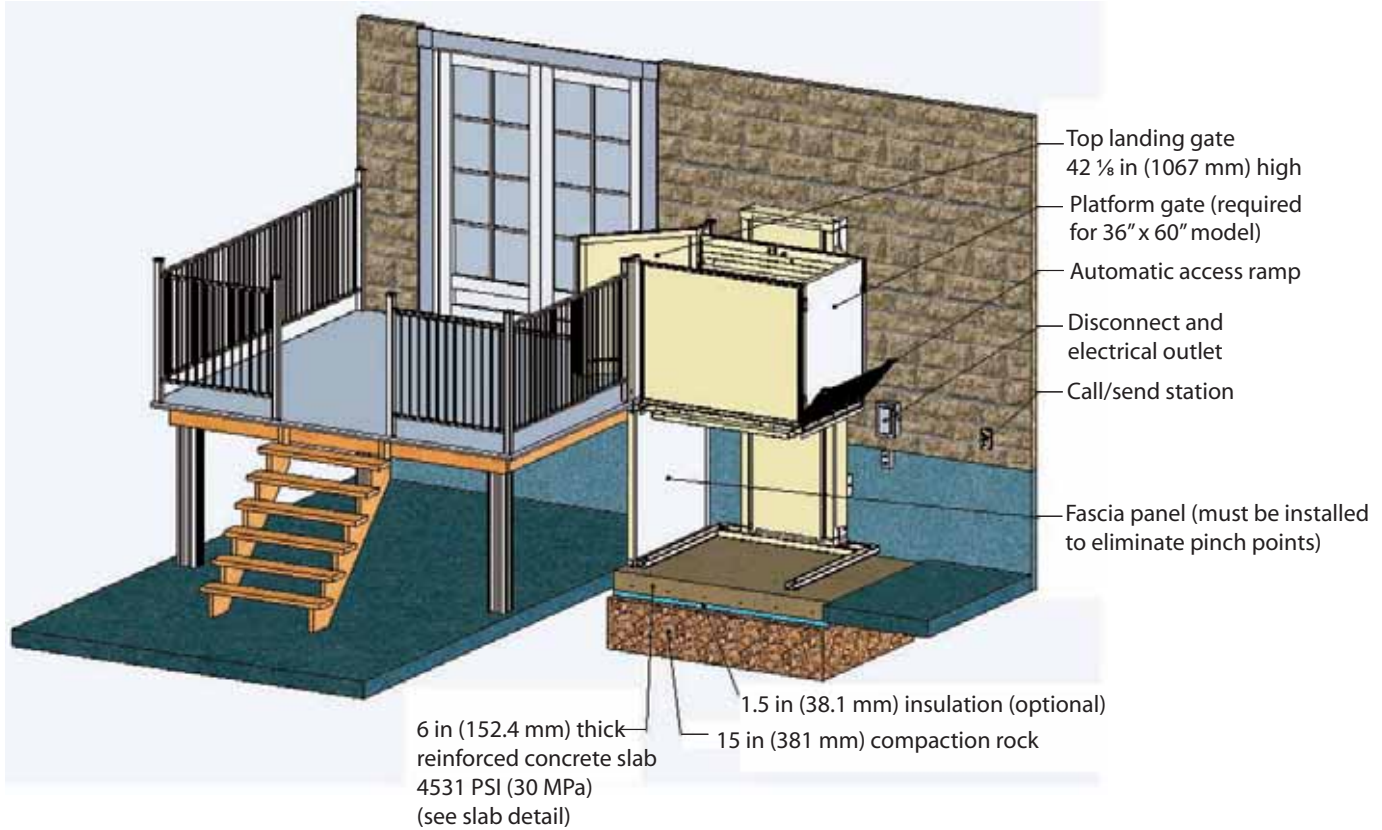 Top landing gate
42 ⅛ in (1067 mm) high
Platform gate (required
for 36” x 60” model)
Automatic access ramp
Disconnect and
electrical outlet
Call/send station
Fascia panel (must be installed
to eliminate pinch points)
1.5 in (38.1 mm) insulation (optional)
15 in (381 mm) compaction rock
6 in (152.4 mm) thick
reinforced concrete slab
4531 PSI (30 MPa)
(see slab detail)